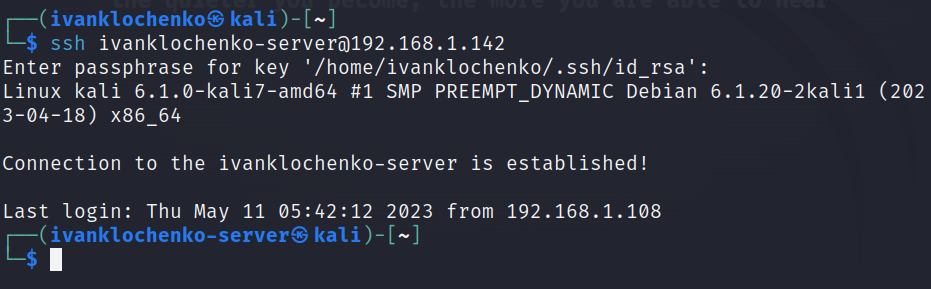 the quieter you become, the more you are able to hear
┌──(ivanklochenko㉿kali)-[~]
└─$ ssh ivanklochenko-server@192.168.1.142
Enter passphrase for key '/home/ivanklochenko/.ssh/id_rsa':
Linux kali 6.1.0-kali7-amd64 #1 SMP PREEMPT_DYNAMIC Debian 6.1.20-2kali1 (202
3-04-18) x86_64
Connection to the ivanklochenko-server is established!
Last login: Thu May 11 05:42:12 2023 from 192.168.1.108
┌──(ivanklochenko-server㉿kali)-[~]
└─$